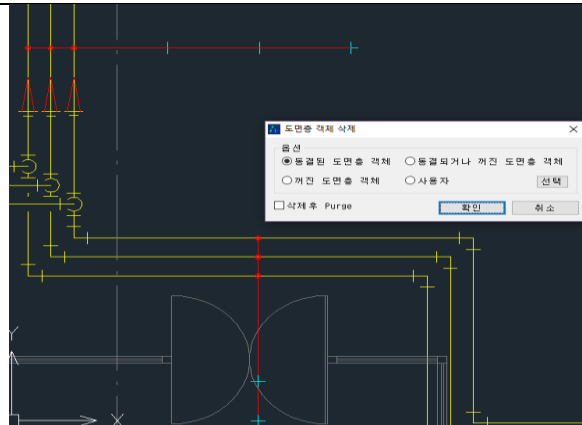 도면층 객체 삭제
옵션
동결된 도면층 객체
동결되거나 꺼진 도면층 객체
꺼진 도면층 객체
사용자
선택
삭제후 Purge
확인
취소
Y
X